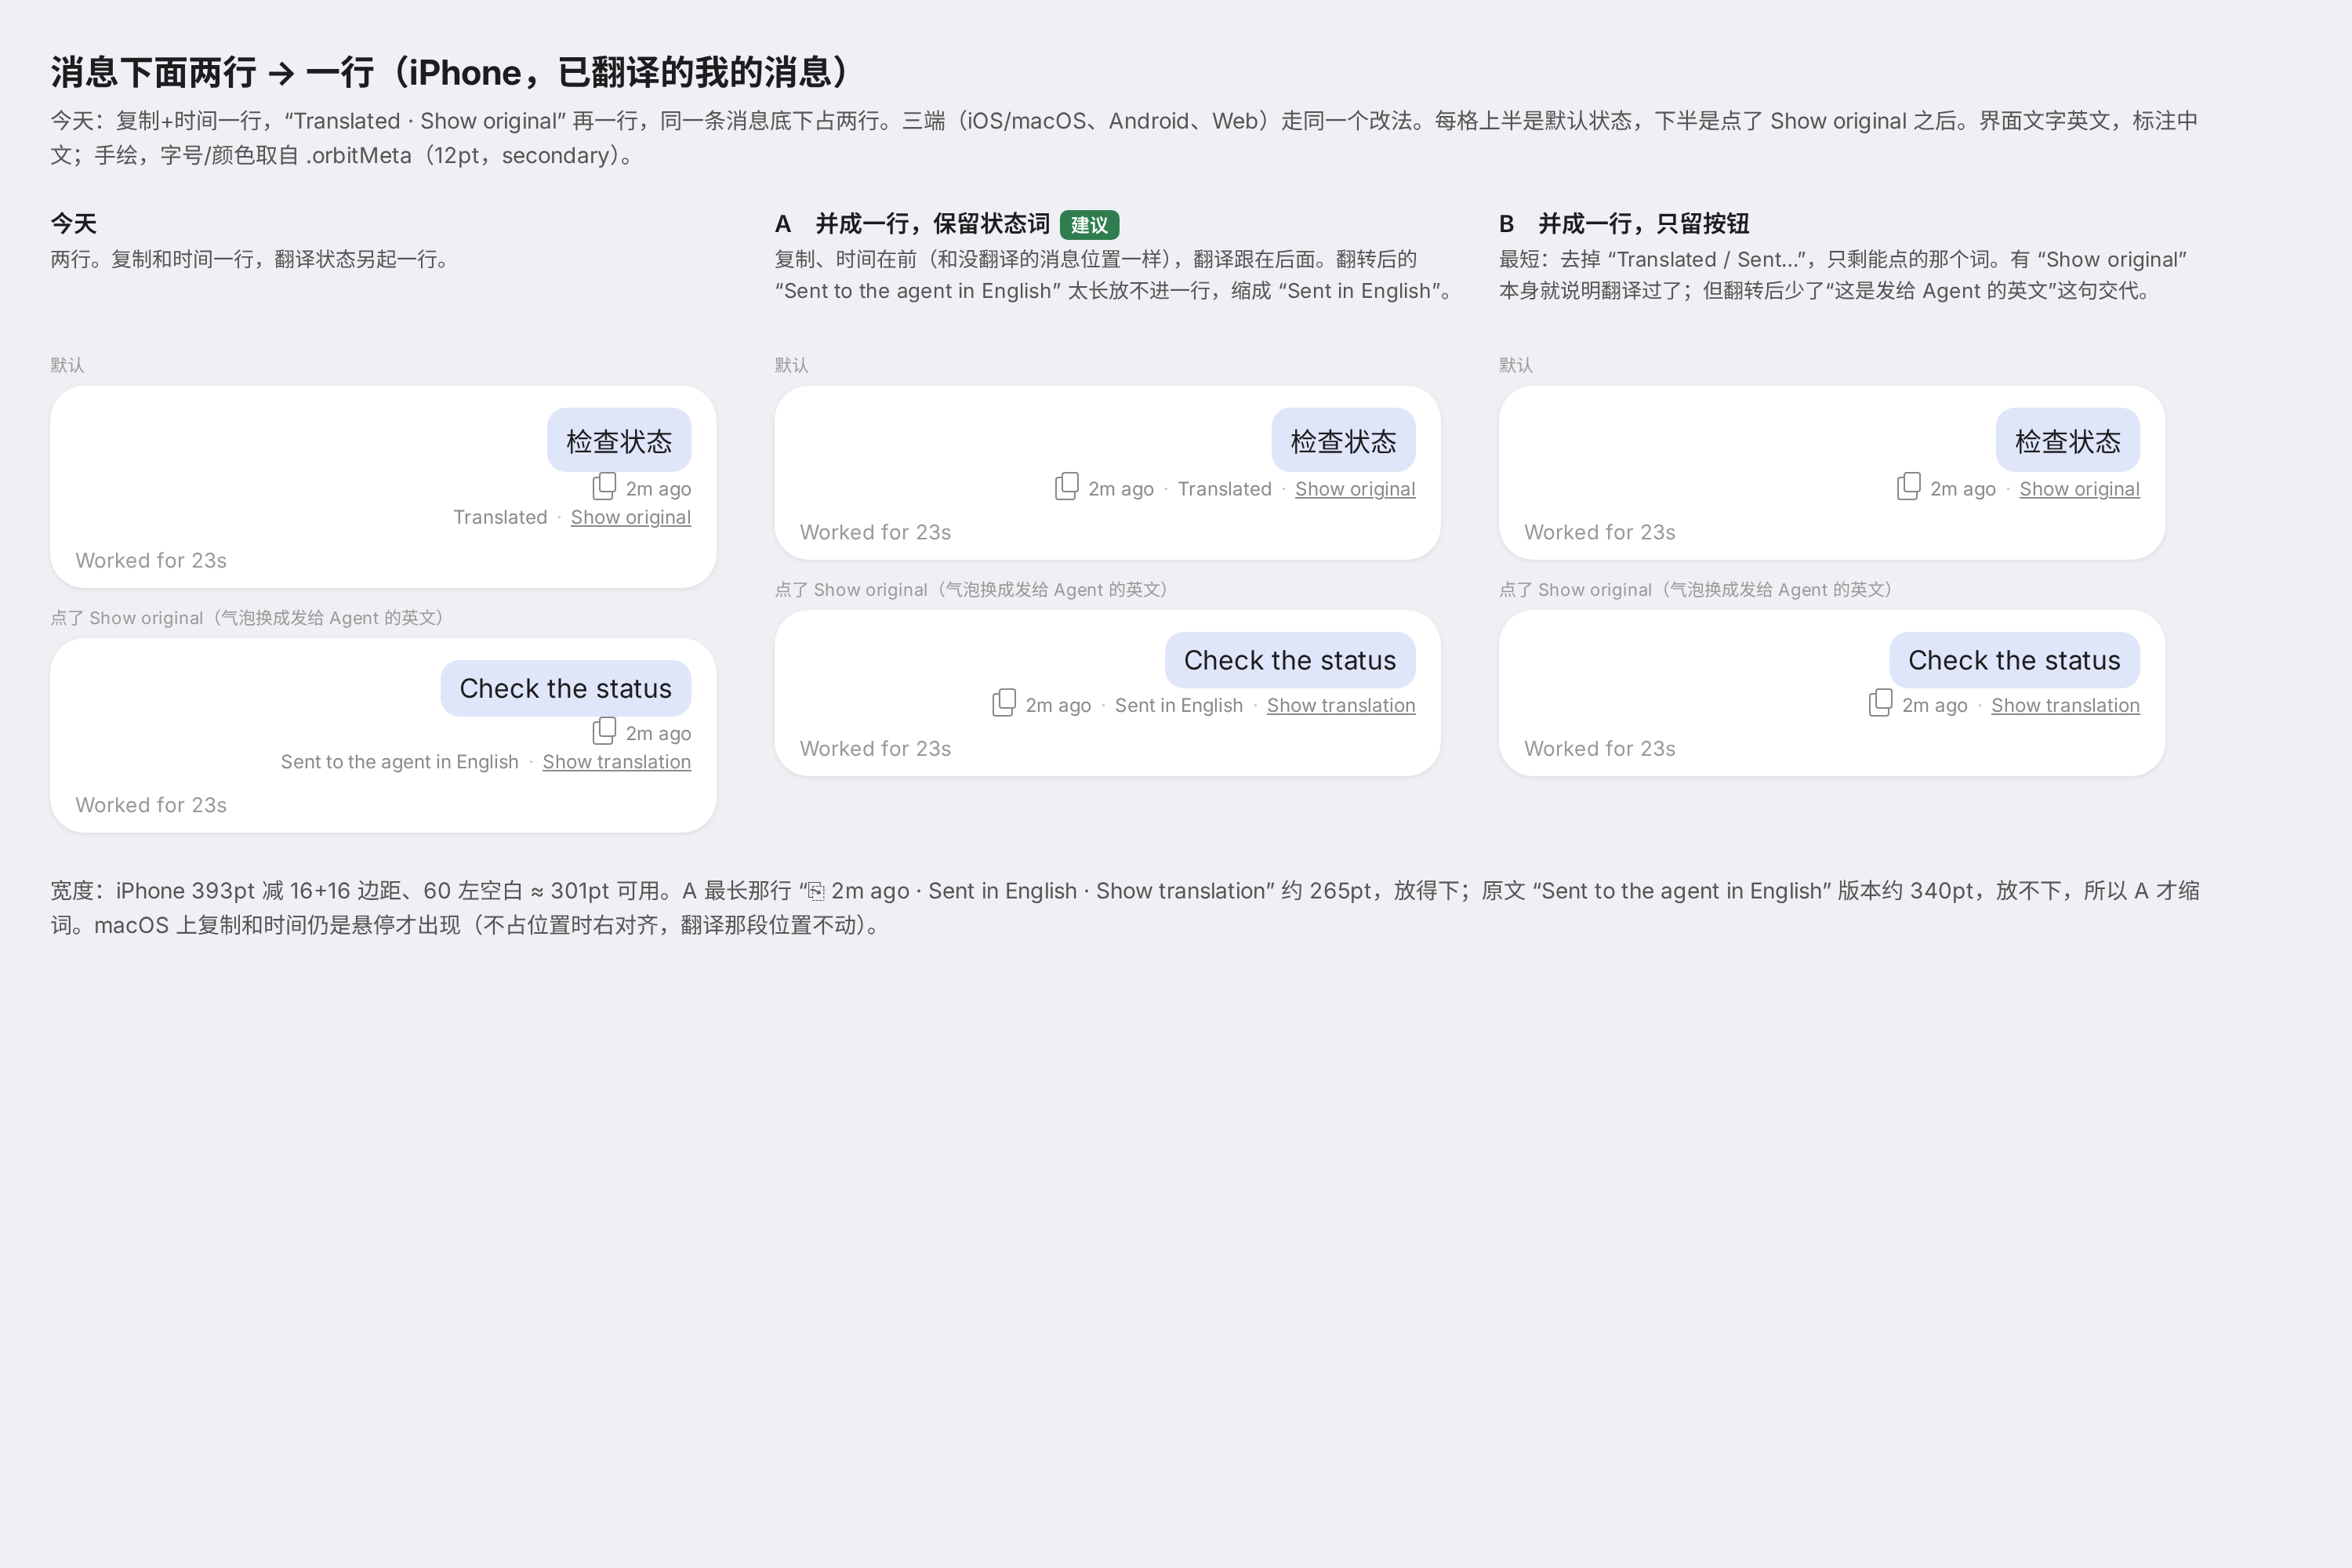 消息下面两行 → 一行（iPhone，已翻译的我的消息）
今天：复制+时间一行，“Translated · Show original” 再一行，同一条消息底下占两行。三端（iOS/macOS、Android、Web）走同一个改法。每格上半是默认状态，下半是点了 Show original 之后。界面文字英文，标注中
文；手绘，字号/颜色取自 .orbitMeta（12pt，secondary）。
今天
两行。复制和时间一行，翻译状态另起一行。
默认
检查状态
2m ago
Translated · Show original
Worked for 23s
点了 Show original（气泡换成发给 Agent 的英文）
Check the status
2m ago
Sent to the agent in English · Show translation
Worked for 23s
A 并成一行，保留状态词 建议
复制、时间在前（和没翻译的消息位置一样），翻译跟在后面。翻转后的
“Sent to the agent in English” 太长放不进一行，缩成 “Sent in English”。
默认
检查状态
2m ago · Translated · Show original
Worked for 23s
点了 Show original（气泡换成发给 Agent 的英文）
Check the status
2m ago · Sent in English · Show translation
Worked for 23s
B 并成一行，只留按钮
最短：去掉 “Translated / Sent…”，只剩能点的那个词。有 “Show original”
本身就说明翻译过了；但翻转后少了“这是发给 Agent 的英文”这句交代。
默认
检查状态
2m ago · Show original
Worked for 23s
点了 Show original（气泡换成发给 Agent 的英文）
Check the status
2m ago · Show translation
Worked for 23s
宽度：iPhone 393pt 减 16+16 边距、60 左空白 ≈ 301pt 可用。A 最长那行 “⎘ 2m ago · Sent in English · Show translation” 约 265pt，放得下；原文 “Sent to the agent in English” 版本约 340pt，放不下，所以 A 才缩
词。macOS 上复制和时间仍是悬停才出现（不占位置时右对齐，翻译那段位置不动）。